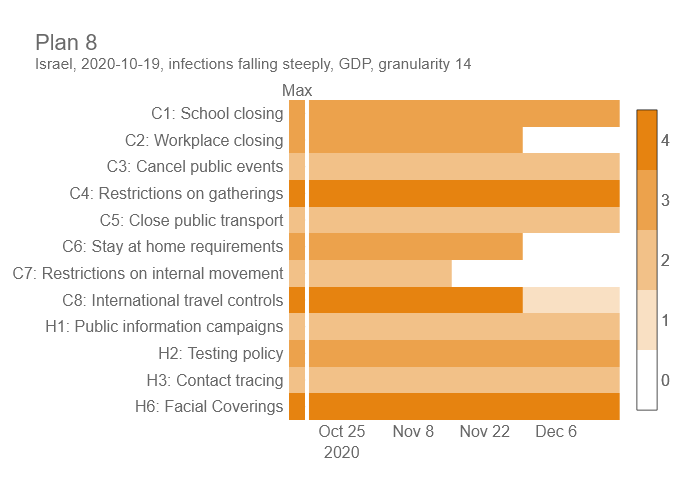 Plan 8
Israel, 2020-10-19, infections falling steeply, GDP, granularity 14
Max
C1: School closing
C2: Workplace closing
C3: Cancel public events
C4: Restrictions on gatherings
C5: Close public transport
C6: Stay at home requirements
C7: Restrictions on internal movement
C8: International travel controls
H1: Public information campaigns
H2: Testing policy
H3: Contact tracing
H6: Facial Coverings
Oct 25 Nov 8 Nov 22 Dec 6
2020
4
3
2
1
0